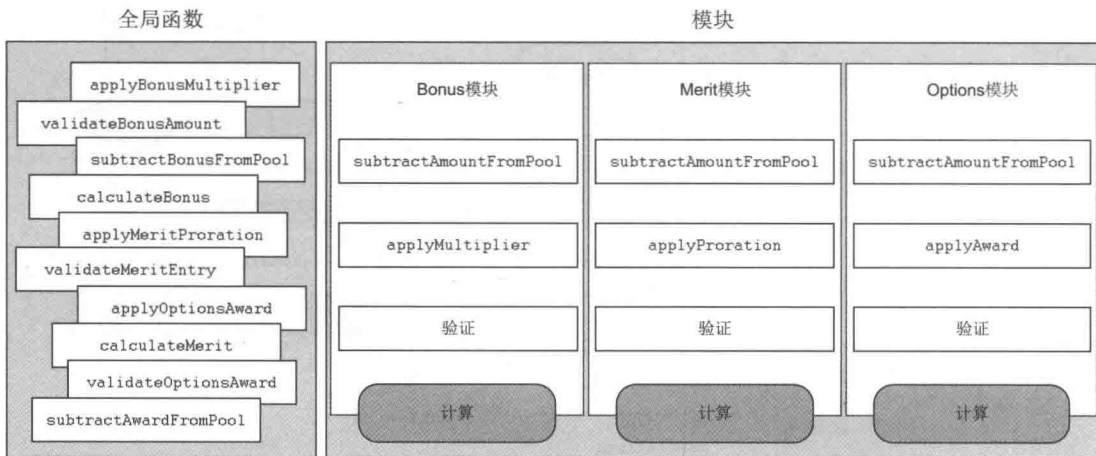 全局函数
applyBonusMultiplier
validateBonusAmount
subtractBonusFromPool
calculateBonus
applyMeritProration
validateMeritEntry
applyOptionsAward
calculateMerit
validateOptionsAward
subtractAwardFromPool
模块
Bonus模块
subtractAmountFromPool
applyMultiplier
验证
计算
Merit模块
subtractAmountFromPool
applyProration
验证
计算
Options模块
subtractAmountFromPool
applyAward
验证
计算